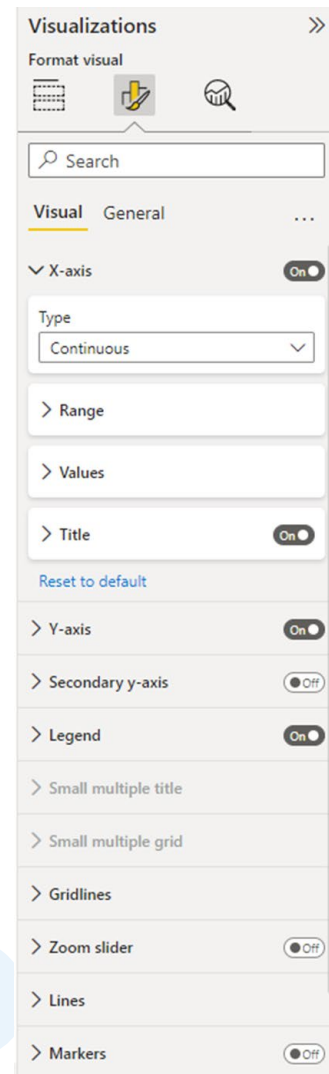 Visualizations
Format visual
Search
Visual General ...
X-axis On
Type
Continuous
Range
Values
Title On
Reset to default
Y-axis On
Secondary y-axis Off
Legend On
Small multiple title
Small multiple grid
Gridlines
Zoom slider Off
Lines
Markers Off